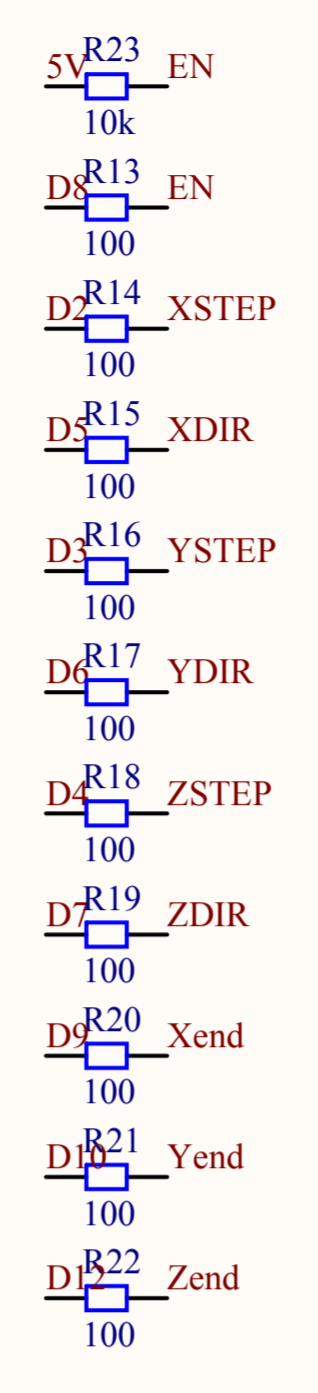 R23
5V EN
10k
R13
D8 EN
100
R14
D2 XSTEP
100
R15
D5 XDIR
100
R16
D3 YSTEP
100
R17
D6 YDIR
100
R18
D4 ZSTEP
100
R19
D7 ZDIR
100
R20
D9 Xend
100
R21
D10 Yend
100
R22
D12 Zend
100